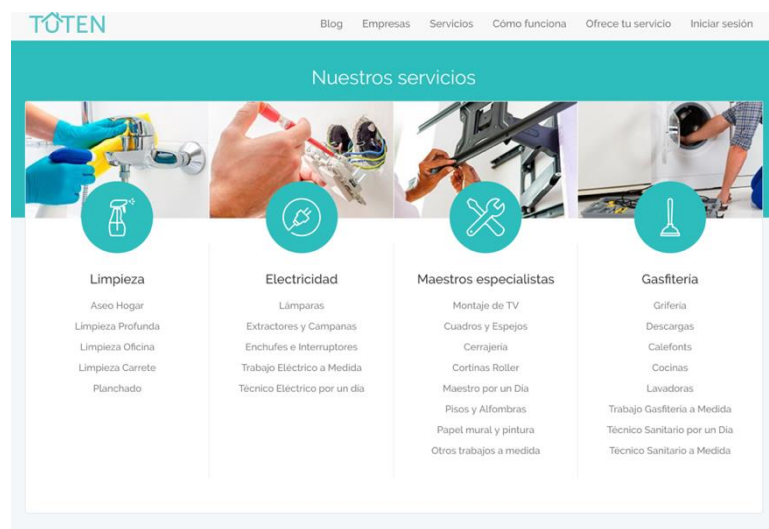 TOTEN
Blog Empresas Servicios Cómo funciona Ofrece tu servicio Iniciar sesión
Nuestros servicios
Limpieza
Aseo Hogar
Limpieza Profunda
Limpieza Oficina
Limpieza Carrete
Planchado
Electricidad
Lámparas
Extractores y Campanas
Enchufes e Interruptores
Trabajo Eléctrico a Medida
Técnico Eléctrico por un día
Maestros especialistas
Montaje de TV
Cuadros y Espejos
Cerrajería
Cortinas Roller
Maestro por un Día
Pisos y Alfombras
Papel mural y pintura
Otros trabajos a medida
Gasfitería
Grifería
Descargas
Calefonts
Cocinas
Lavadoras
Trabajo Gasfitería a Medida
Técnico Sanitario por un Día
Técnico Sanitario a Medida